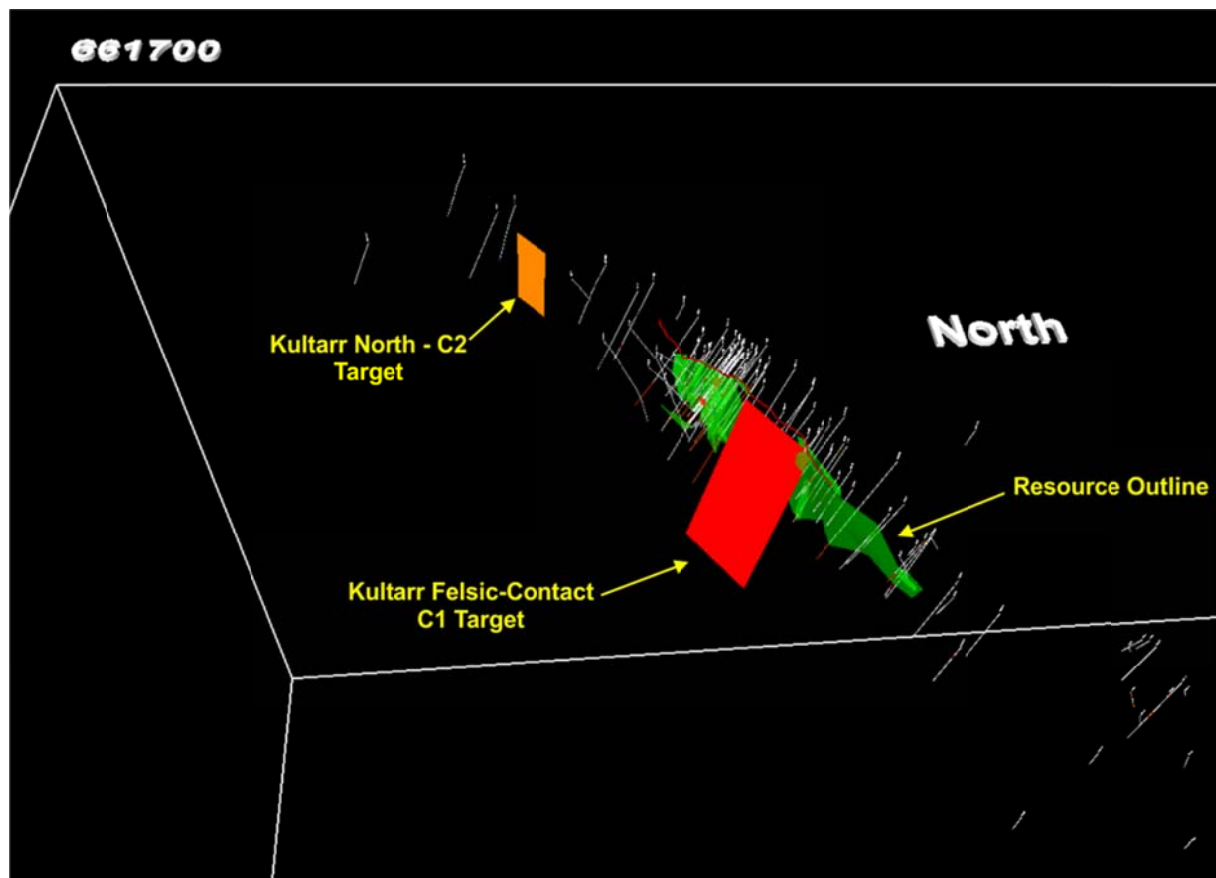 661700
North
Kultarr North - C2
Target
Resource Outline
Kultarr Felsic-Contact
C1 Target